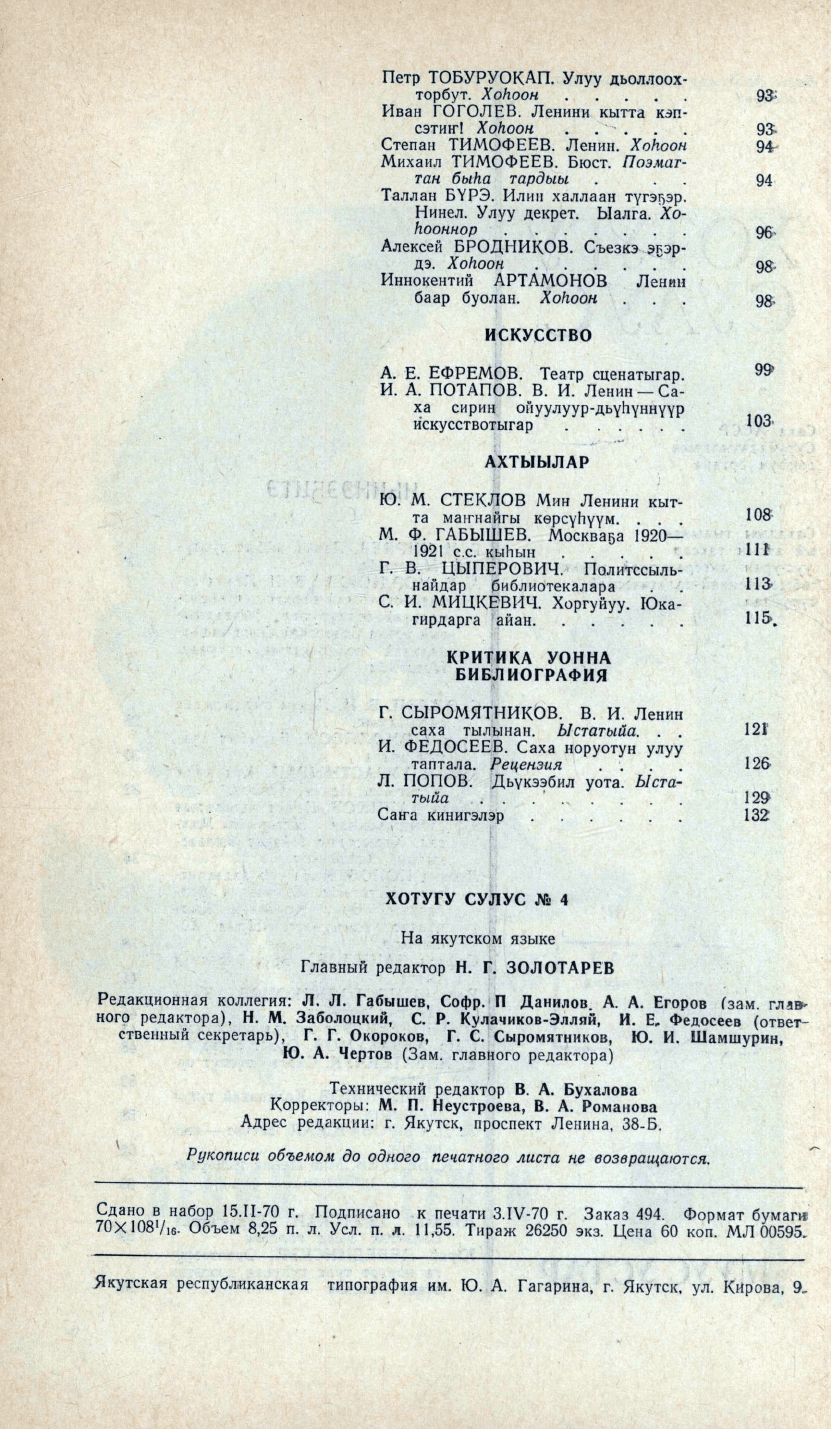 Петр ТОБУРУОКАП. Улуу дьоллоох-
торбут. Хоһоон . . . . . 93
Иван ГОГОЛЕВ. Ленини кытта кэп-
сэтиҥ! Хоһоон . . . . . 93
Степан ТИМОФЕЕВ. Ленин. Хоһоон 94
Михаил ТИМОФЕЕВ. Бюст. Поэмат-
тан быһа тардыы . . . 94
Таллан БҮРЭ. Илин халлаан түгэҕэр.
Нинел. Улуу декрет. Ыалга. Хо-
һооннор . . . . . . . 96
Алексей БРОДНИКОВ. Съезкэ эҕэр-
дэ. Хоһоон . . . . . . 98
Иннокентий АРТАМОНОВ Ленин
баар буолан. Хоһоон . . . 98
ИСКУССТВО
А. Е. ЕФРЕМОВ. Театр сценатыгар. 99
И. А. ПОТАПОВ. В. И. Ленин — Са-
ха сирин ойуулуур-дьүһүннүүр
искусствотыгар . . . . . . 103
АХТЫЫЛАР
Ю. М. СТЕКЛОВ Мин Ленини кыт-
та маҥнайгы көрсүһүүм. . . . 108
М. Ф. ГАБЫШЕВ. Москваҕа 1920—
1921 с.с. кыһын . . . . . 111
Г. В. ЦЫПЕРОВИЧ. Политссыль-
найдар библиотекалара . . 113
С. И. МИЦКЕВИЧ. Хоргуйуу. Юка-
гирдарга айан. . . . . . 115.
КРИТИКА УОННА
БИБЛИОГРАФИЯ
Г. СЫРОМЯТНИКОВ. В. И. Ленин
саха тылынан. Ыстатыйа. . . 121
И. ФЕДОСЕЕВ. Саха норуотун улуу
таптала. Рецензия . . . . 126
Л. ПОПОВ. Дьүкээбил уота. Ыста-
тыйа . . . . . . . . 129
Саҥа кинигэлэр . . . . . . 132
ХОТУГУ СУЛУС № 4
На якутском языке
Главный редактор Н. Г. ЗОЛОТАРЕВ
Редакционная коллегия: Л. Л. Габышев, Софр. П Данилов, А. А. Егоров (зам. глав-
ного редактора), Н. М. Заболоцкий, С. Р. Кулачиков-Элляй, И. Е. Федосеев (ответ-
ственный секретарь), Г. Г. Окороков, Г. С. Сыромятников, Ю. И. Шамшурин,
Ю. А. Чертов (Зам. главного редактора)
Технический редактор В. А. Бухалова
Корректоры: М. П. Неустроева, В. А. Романова
Адрес редакции: г. Якутск, проспект Ленина, 38-Б.
Рукописи объемом до одного печатного листа не возвращаются.
Сдано в набор 15.II-70 г. Подписано к печати 3.IV-70 г. Заказ 494. Формат бумаги
70×108¹/₁₆. Объем 8,25 п. л. Усл. п. л. 11,55. Тираж 26250 экз. Цена 60 коп. МЛ 00595.
Якутская республиканская типография им. Ю. А. Гагарина, г. Якутск, ул. Кирова, 9.